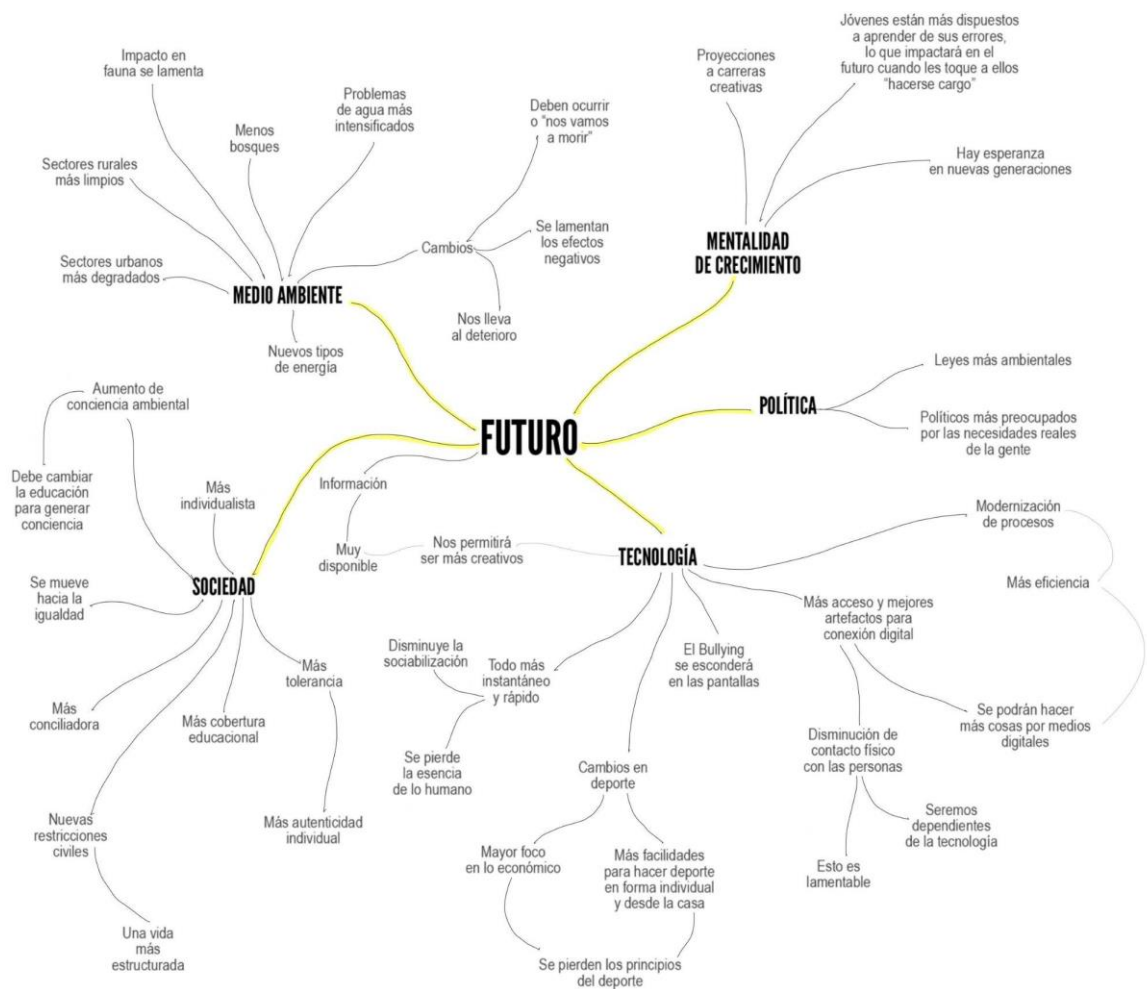 Impacto en
fauna se lamenta
Menos
bosques
Problemas
de agua más
intensificados
Sectores rurales
más limpios
Sectores urbanos
más degradados
MEDIO AMBIENTE
Nuevos tipos
de energía
Cambios
Deben ocurrir
o "nos vamos
a morir"
Se lamentan
los efectos
negativos
Nos lleva
al deterioro
Proyecciones
a carreras
creativas
Jóvenes están más dispuestos
a aprender de sus errores,
lo que impactará en el
futuro cuando les toque a ellos
"hacerse cargo"
Hay esperanza
en nuevas generaciones
MENTALIDAD
DE CRECIMIENTO
FUTURO
POLÍTICA
Leyes más ambientales
Políticos más preocupados
por las necesidades reales
de la gente
Información
Muy
disponible
Nos permitirá
ser más creativos
Aumento de
conciencia ambiental
Debe cambiar
la educación
para generar
conciencia
Más
individualista
SOCIEDAD
Se mueve
hacia la
igualdad
Más
conciliadora
Más cobertura
educacional
Más
tolerancia
Más autenticidad
individual
Nuevas
restricciones
civiles
Una vida
más
estructurada
TECNOLOGÍA
Modernización
de procesos
Más eficiencia
Más acceso y mejores
artefactos para
conexión digital
Se podrán hacer
más cosas por medios
digitales
Disminución de
contacto físico
con las personas
Seremos
dependientes
de la tecnología
Esto es
lamentable
El Bullying
se esconderá
en las pantallas
Todo más
instantáneo
y rápido
Disminuye la
sociabilización
Se pierde
la esencia
de lo humano
Cambios en
deporte
Mayor foco
en lo económico
Más facilidades
para hacer deporte
en forma individual
y desde la casa
Se pierden los principios
del deporte